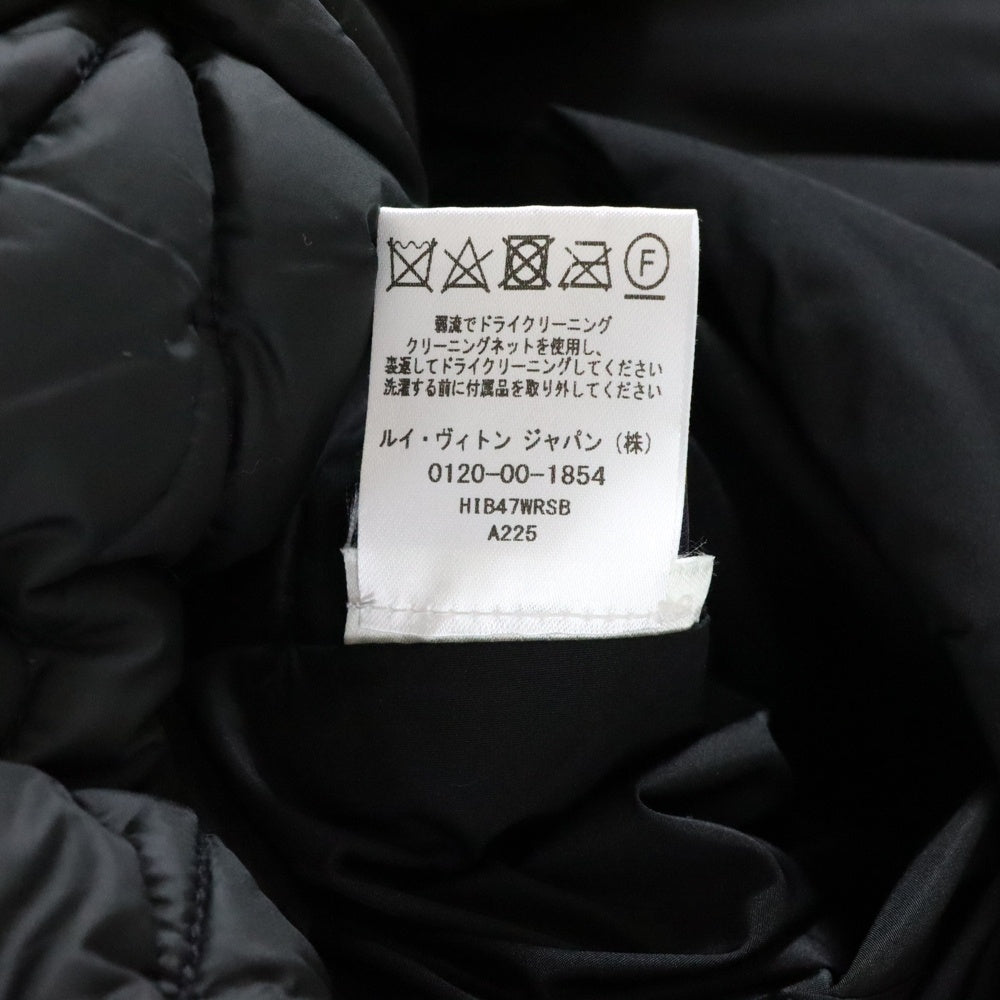 F
弱流でドライクリーニング
クリーニングネットを使用し、
裏返してドライクリーニングしてください
洗濯する前に付属品を取り外してください
ルイ・ヴィトン ジャパン (株)
0120-00-1854
HIB47WRSB
A225